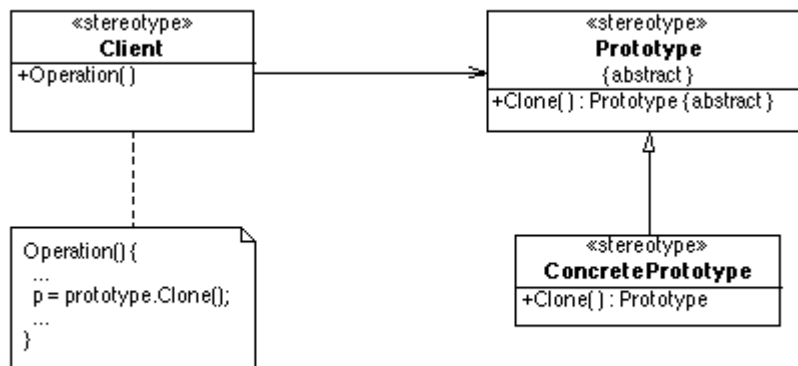 «stereotype»
Client
+Operation()
«stereotype»
Prototype
{abstract}
+Clone() : Prototype {abstract}
Operation() {
...
p = prototype.Clone();
...
}
«stereotype»
ConcretePrototype
+Clone() : Prototype